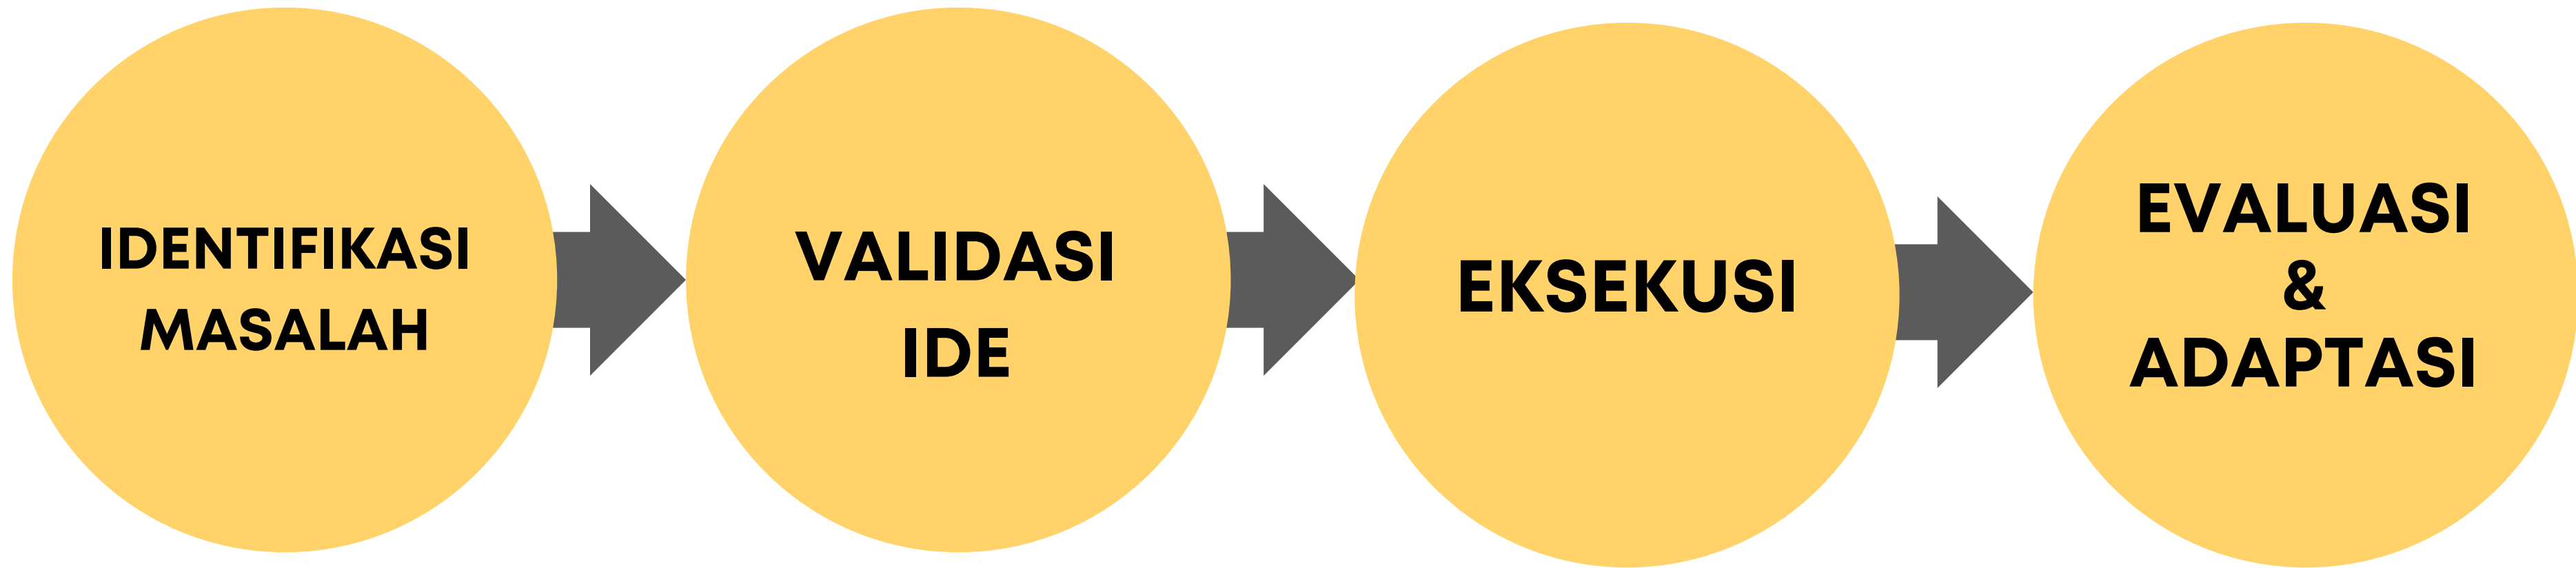 IDENTIFIKASI
MASALAH
VALIDASI
IDE
EKSEKUSI
EVALUASI
&
ADAPTASI